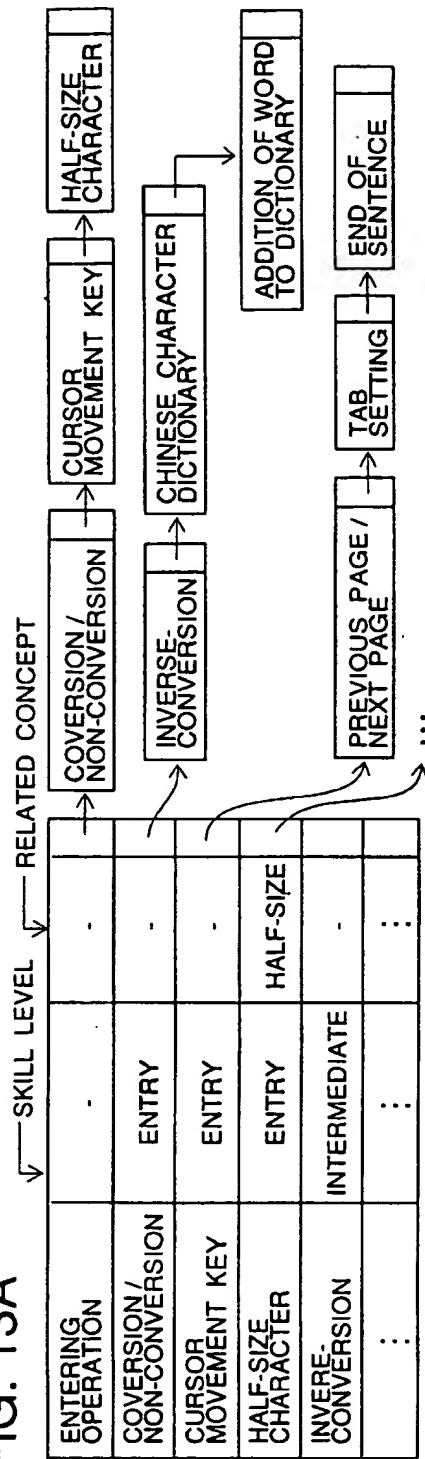 FIG. 13A
SKILL LEVEL
RELATED CONCEPT
ENTERING
OPERATION
-
-
COVERSION /
NON-CONVERSION
CURSOR
MOVEMENT KEY
HALF-SIZE
CHARACTER
COVERSION /
NON-CONVERSION
ENTRY
-
INVERSE-
CONVERSION
CHINESE CHARACTER
DICTIONARY
ADDITION OF WORD
TO DICTIONARY
CURSOR
MOVEMENT KEY
ENTRY
-
PREVIOUS PAGE /
NEXT PAGE
TAB
SETTING
END OF
SENTENCE
HALF-SIZE
CHARACTER
ENTRY
HALF-SIZE
...
INVERE-
CONVERSION
INTERMEDIATE
-
...
...
...